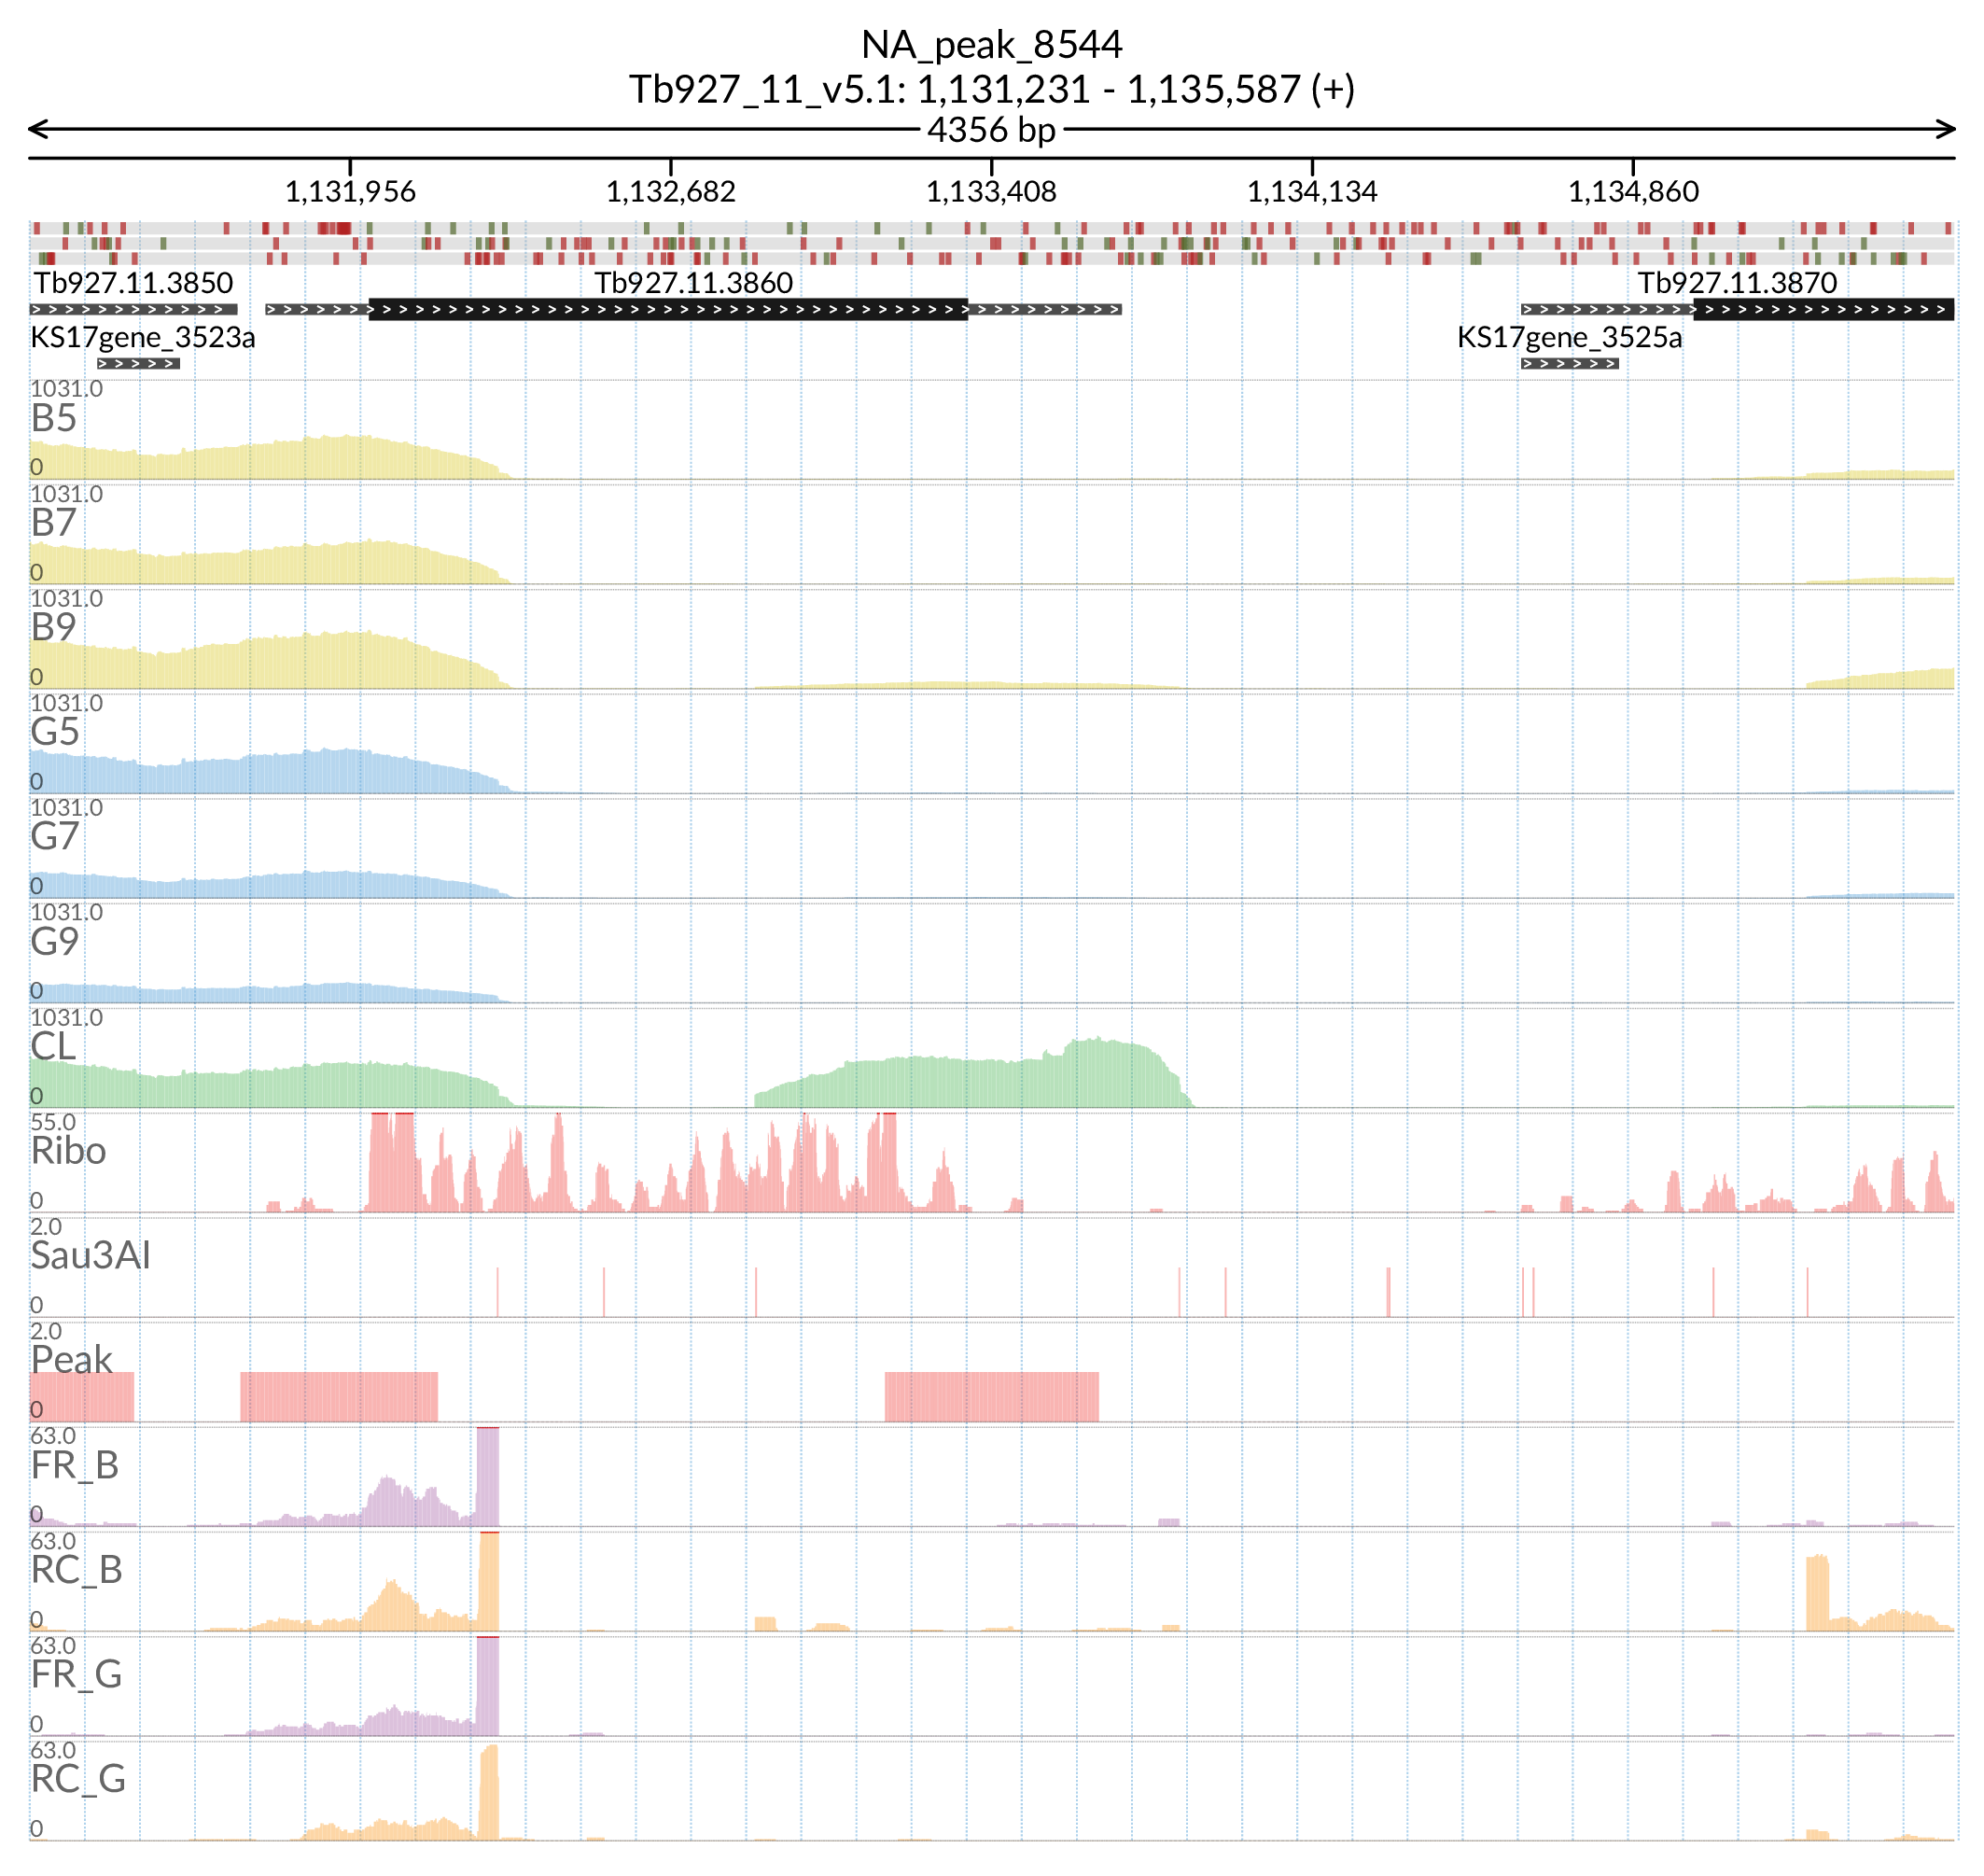 NA_peak_8544
Tb927_11_v5.1: 1,131,231 - 1,135,587 (+)
4356 bp
1,131,956 1,132,682 1,133,408 1,134,134 1,134,860
Tb927.11.3850 Tb927.11.3860 Tb927.11.3870
KS17gene_3523a KS17gene_3525a
1031.0
B5
0
1031.0
B7
0
1031.0
B9
0
1031.0
G5
0
1031.0
G7
0
1031.0
G9
0
1031.0
CL
0
55.0
Ribo
0
2.0
Sau3AI
0
2.0
Peak
0
63.0
FR_B
0
63.0
RC_B
0
63.0
FR_G
0
63.0
RC_G
0